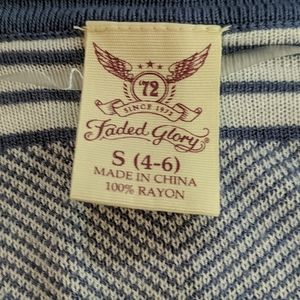 72
SINCE 1972
Faded Glory®
S (4-6)
MADE IN CHINA
100% RAYON